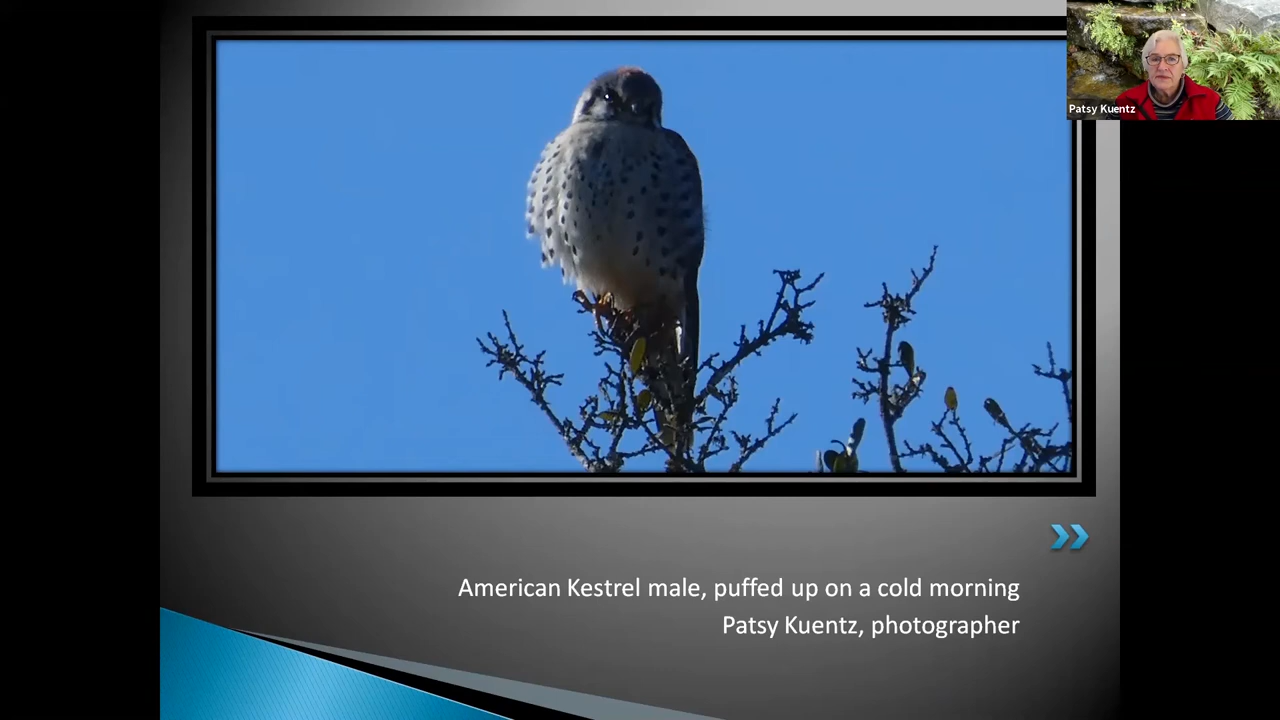 Patsy Kuentz
American Kestrel male, puffed up on a cold morning
Patsy Kuentz, photographer